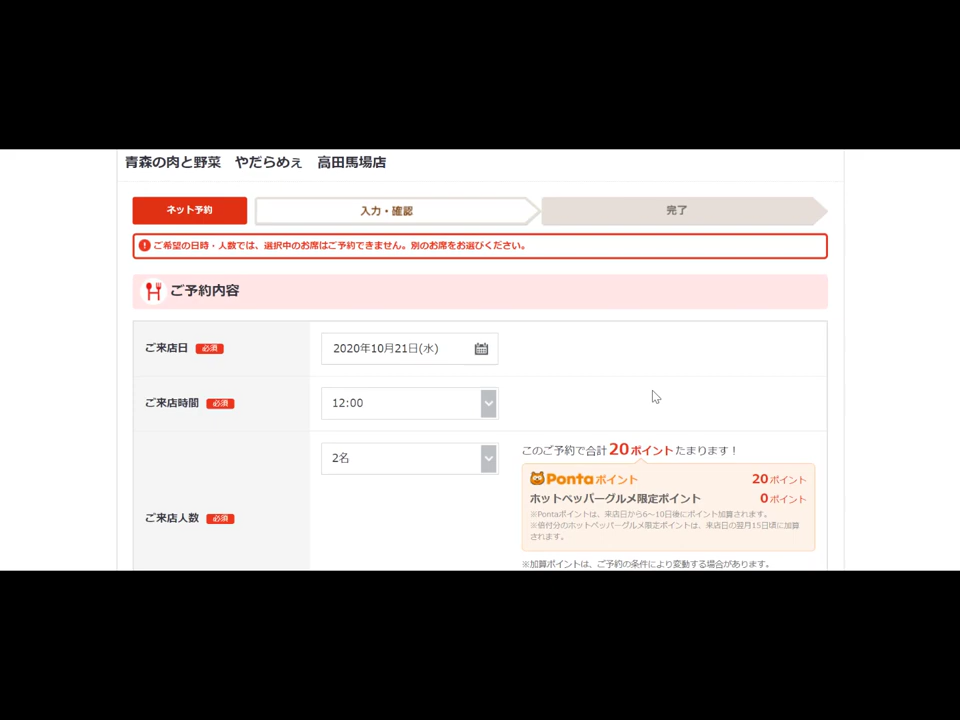 青森の肉と野菜　やだらめぇ　高田馬場店
ネット予約
入力・確認
完了
ご希望の日時・人数では、選択中のお席はご予約できません。別のお席をお選びください。
ご予約内容
ご来店日 必須
2020年10月21日(水)
ご来店時間 必須
12:00
ご来店人数 必須
2名
このご予約で合計20ポイントたまります！
Pontaポイント 20ポイント
ホットペッパーグルメ限定ポイント 0ポイント
※Pontaポイントは、来店日から6～10日後にポイント加算されます。
※倍付分のホットペッパーグルメ限定ポイントは、来店日の翌月15日頃に加算
されます。
※加算ポイントは、ご予約の条件により変動する場合があります。